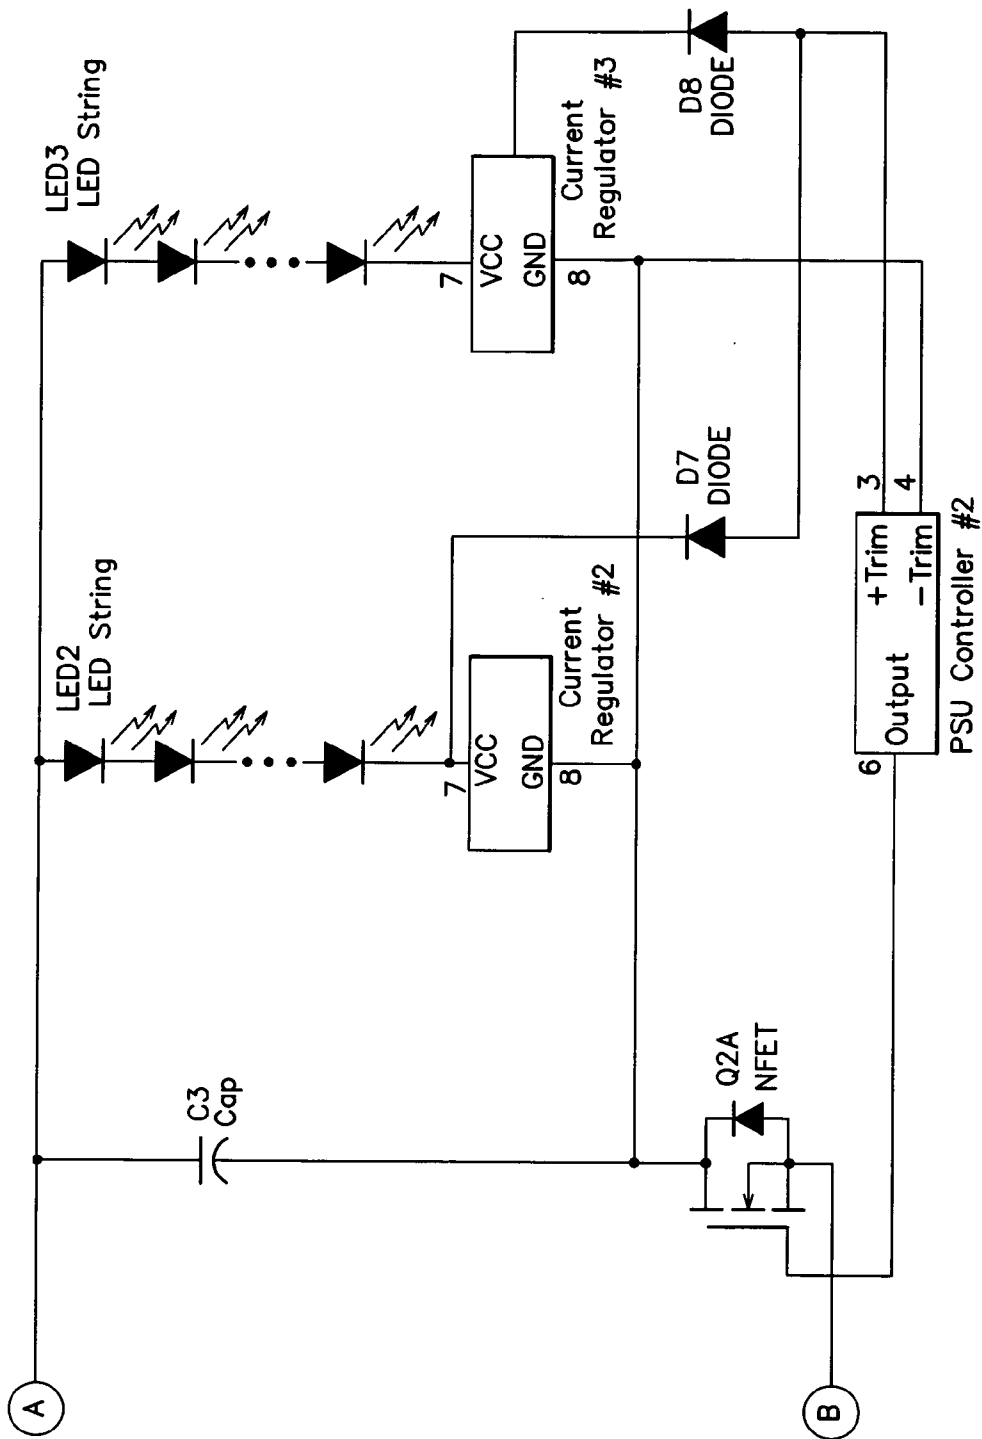 A
B
C3
Cap
Q2A
NFET
LED2
LED String
7
VCC
GND
8
Current
Regulator #2
D7
DIODE
LED3
LED String
7
VCC
GND
8
Current
Regulator #3
D8
DIODE
6
Output
+Trim
3
−Trim
4
PSU Controller #2